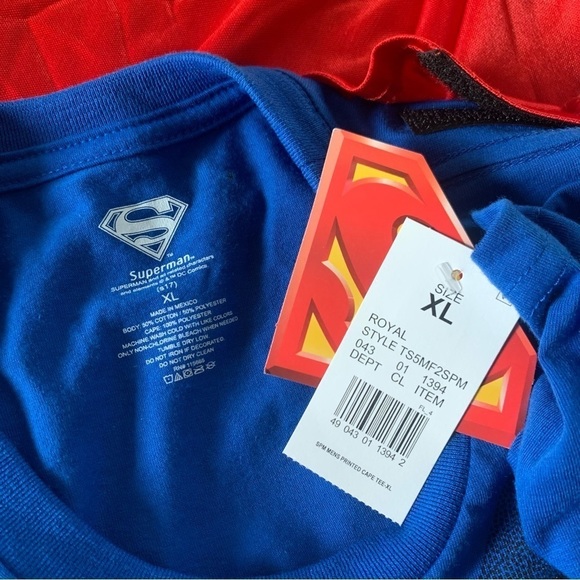 Superman™
SUPERMAN and all related characters
and elements © & ™ DC Comics.
(s17)
XL
MADE IN MEXICO
BODY: 50% COTTON / 50% POLYESTER
CAPE: 100% POLYESTER
MACHINE WASH COLD WITH LIKE COLORS
ONLY NON-CHLORINE BLEACH WHEN NEEDED
TUMBLE DRY LOW.
DO NOT IRON IF DECORATED.
DO NOT DRY CLEAN
SIZE
XL
ROYAL
STYLE TS5MF2SPM
043 01 1394
DEPT CL ITEM
FL 4
49 043 01 1394 2
SPM MENS PRINTED CAPE TEE-XL